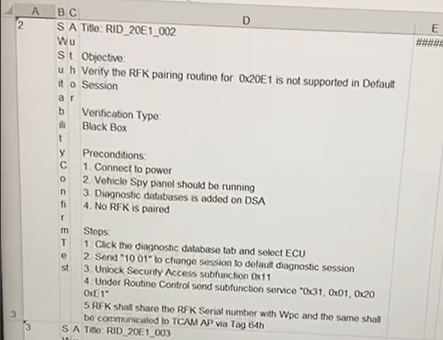 A B C D E
2 S A Title: RID_20E1_002
W u #####
S t Objective:
u h Verify the RFK pairing routine for 0x20E1 is not supported in Default
it o Session
a r
b Verification Type:
ili Black Box
t
y Preconditions:
C 1. Connect to power
o 2. Vehicle Spy panel should be running
n 3. Diagnostic databases is added on DSA
fi 4. No RFK is paired
r
m Steps:
T 1. Click the diagnostic database tab and select ECU
e 2. Send "10 01" to change session to default diagnostic session
st 3. Unlock Security Access subfunction 0x11
4. Under Routine Control send subfunction service "0x31, 0x01, 0x20
0xE1"
5.RFK shall share the RFK Serial number with Wpc and the same shall
3 be communicated to TCAM AP via Tag 64h
3 S A Title: RID_20E1_003